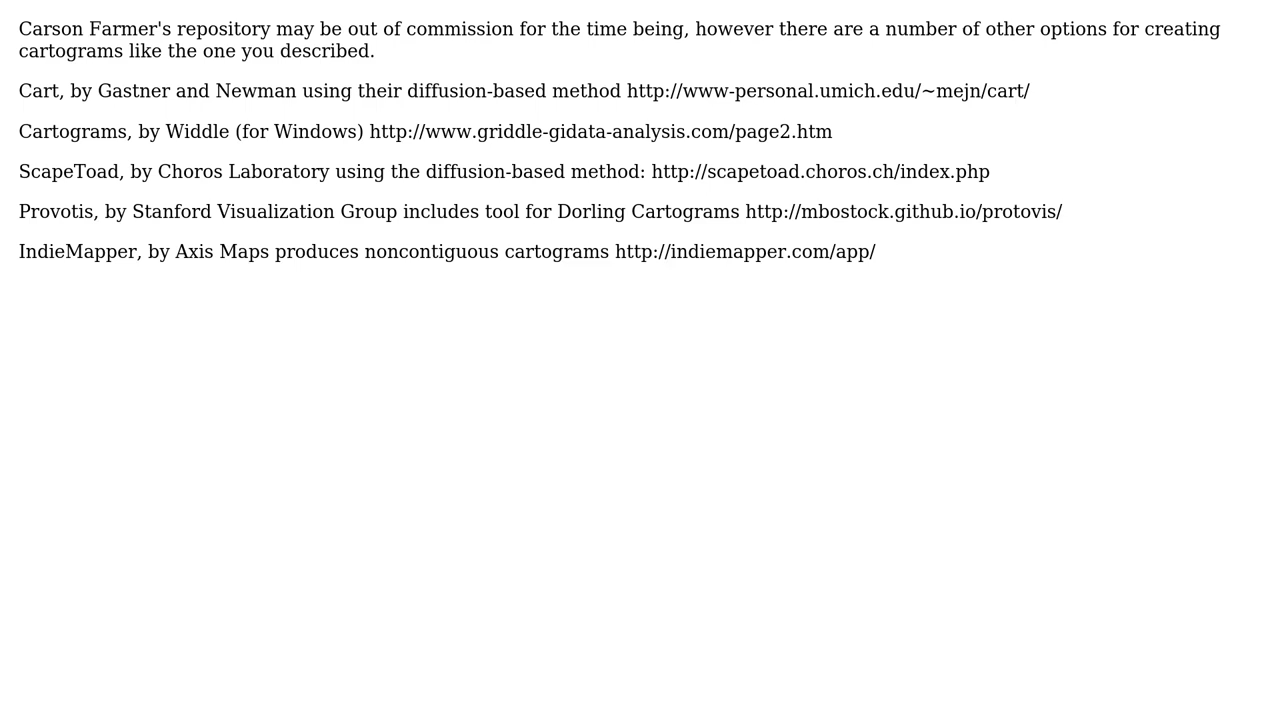 Carson Farmer's repository may be out of commission for the time being, however there are a number of other options for creating
cartograms like the one you described.
Cart, by Gastner and Newman using their diffusion-based method http://www-personal.umich.edu/~mejn/cart/
Cartograms, by Widdle (for Windows) http://www.griddle-gidata-analysis.com/page2.htm
ScapeToad, by Choros Laboratory using the diffusion-based method: http://scapetoad.choros.ch/index.php
Provotis, by Stanford Visualization Group includes tool for Dorling Cartograms http://mbostock.github.io/protovis/
IndieMapper, by Axis Maps produces noncontiguous cartograms http://indiemapper.com/app/